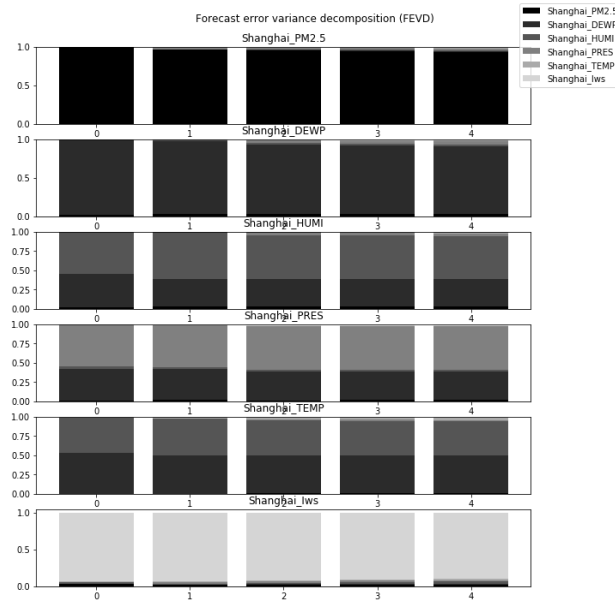 Forecast error variance decomposition (FEVD)
Shanghai_PM2.5
Shanghai_DEWP
Shanghai_HUMI
Shanghai_PRES
Shanghai_TEMP
Shanghai_Iws
Shanghai_PM2.5
1.0
0.5
0.0
0 1 2 3 4
Shanghai_DEWP
1.0
0.5
0.0
0 1 2 3 4
Shanghai_HUMI
1.00
0.75
0.50
0.25
0.00
0 1 2 3 4
Shanghai_PRES
1.00
0.75
0.50
0.25
0.00
0 1 2 3 4
Shanghai_TEMP
1.00
0.75
0.50
0.25
0.00
0 1 2 3 4
Shanghai_Iws
1.0
0.5
0.0
0 1 2 3 4